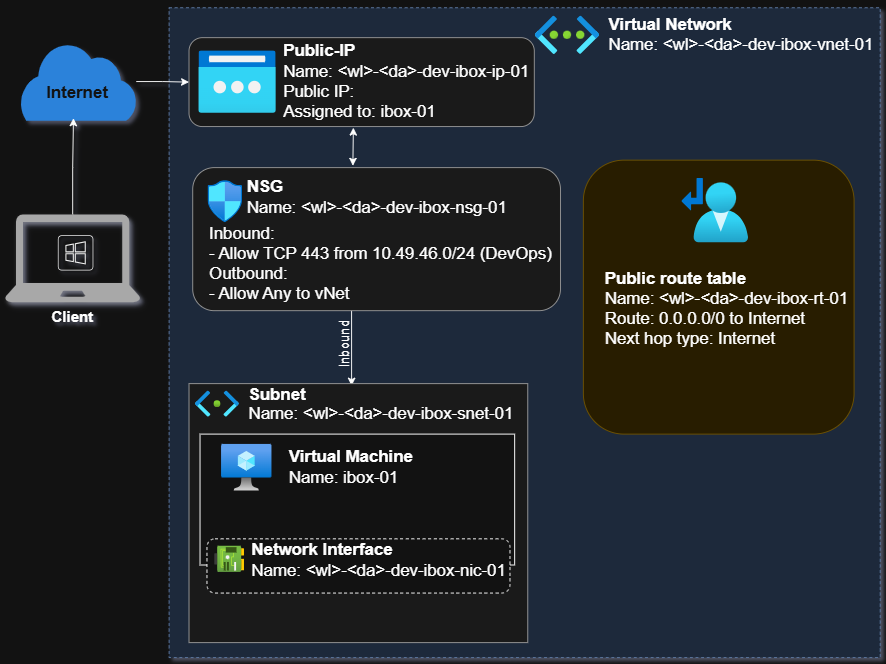 Virtual Network
Name: <wl>-<da>-dev-ibox-vnet-01
Internet
Public-IP
Name: <wl>-<da>-dev-ibox-ip-01
Public IP:
Assigned to: ibox-01
NSG
Name: <wl>-<da>-dev-ibox-nsg-01
Inbound:
- Allow TCP 443 from 10.49.46.0/24 (DevOps)
Outbound:
- Allow Any to vNet
Client
Public route table
Name: <wl>-<da>-dev-ibox-rt-01
Route: 0.0.0.0/0 to Internet
Next hop type: Internet
Inbound
Subnet
Name: <wl>-<da>-dev-ibox-snet-01
Virtual Machine
Name: ibox-01
Network Interface
Name: <wl>-<da>-dev-ibox-nic-01